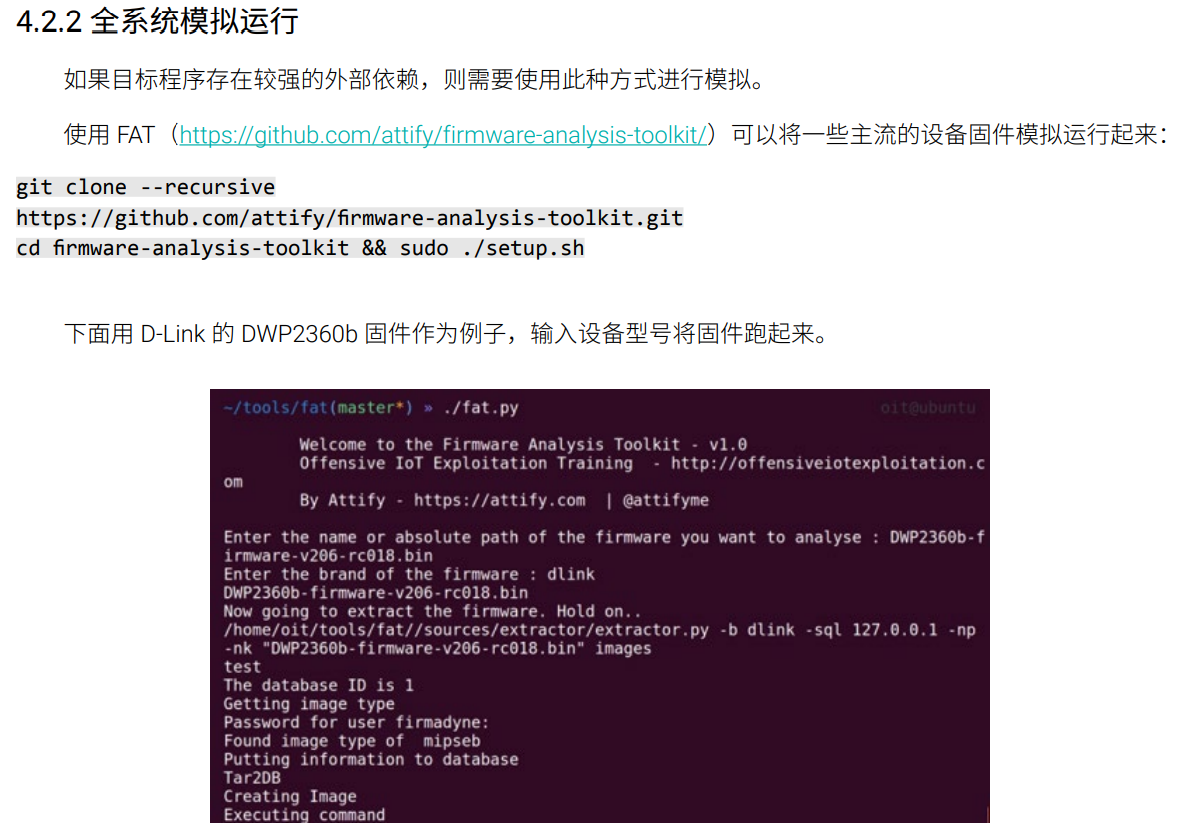 4.2.2 全系统模拟运行
如果目标程序存在较强的外部依赖，则需要使用此种方式进行模拟。
使用 FAT（https://github.com/attify/firmware-analysis-toolkit/）可以将一些主流的设备固件模拟运行起来：
git clone --recursive
https://github.com/attify/firmware-analysis-toolkit.git
cd firmware-analysis-toolkit && sudo ./setup.sh
下面用 D-Link 的 DWP2360b 固件作为例子，输入设备型号将固件跑起来。
~/tools/fat(master*) » ./fat.py oit@ubuntu
Welcome to the Firmware Analysis Toolkit - v1.0
Offensive IoT Exploitation Training  - http://offensiveiotexploitation.c
om
By Attify - https://attify.com  | @attifyme
Enter the name or absolute path of the firmware you want to analyse : DWP2360b-f
irmware-v206-rc018.bin
Enter the brand of the firmware : dlink
DWP2360b-firmware-v206-rc018.bin
Now going to extract the firmware. Hold on..
/home/oit/tools/fat//sources/extractor/extractor.py -b dlink -sql 127.0.0.1 -np
-nk "DWP2360b-firmware-v206-rc018.bin" images
test
The database ID is 1
Getting image type
Password for user firmadyne:
Found image type of  mipseb
Putting information to database
Tar2DB
Creating Image
Executing command